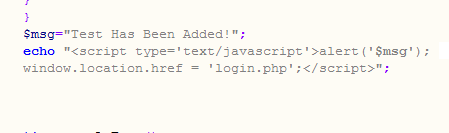 }
$msg="Test Has Been Added!";
echo "<script type='text/javascript'>alert('$msg');
window.location.href = 'login.php';</script>";